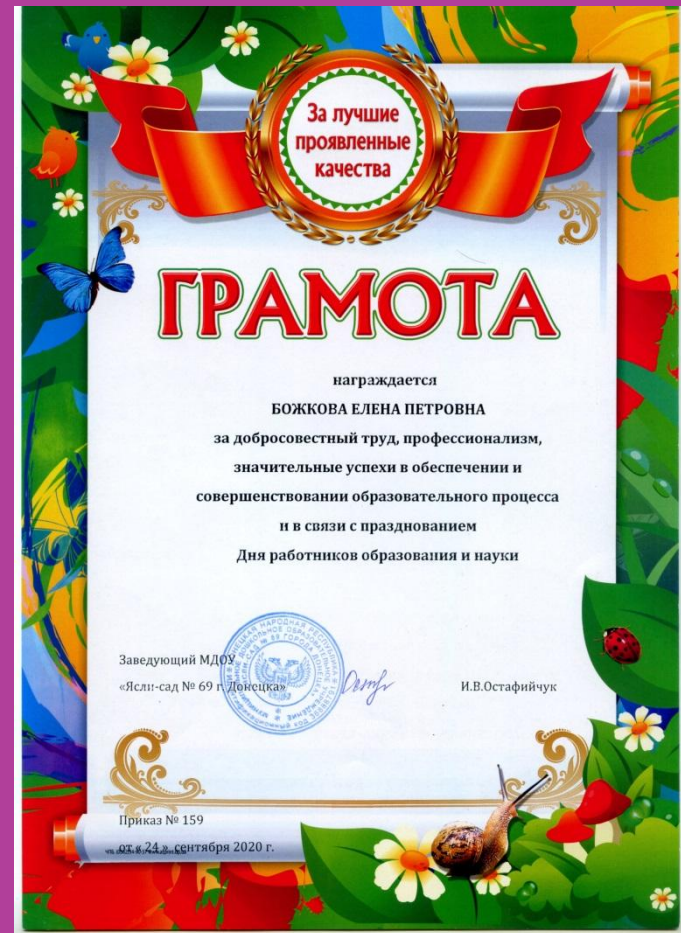 За лучшие
проявленные
качества
ГРАМОТА
награждается
БОЖКОВА ЕЛЕНА ПЕТРОВНА
за добросовестный труд, профессионализм,
значительные успехи в обеспечении и
совершенствовании образовательного процесса
и в связи с празднованием
Дня работников образования и науки
Заведующий МДОУ
«Ясли-сад № 69 г. Донецка»
И.В.Остафийчук
Приказ № 159
от « 24 » сентября 2020 г.